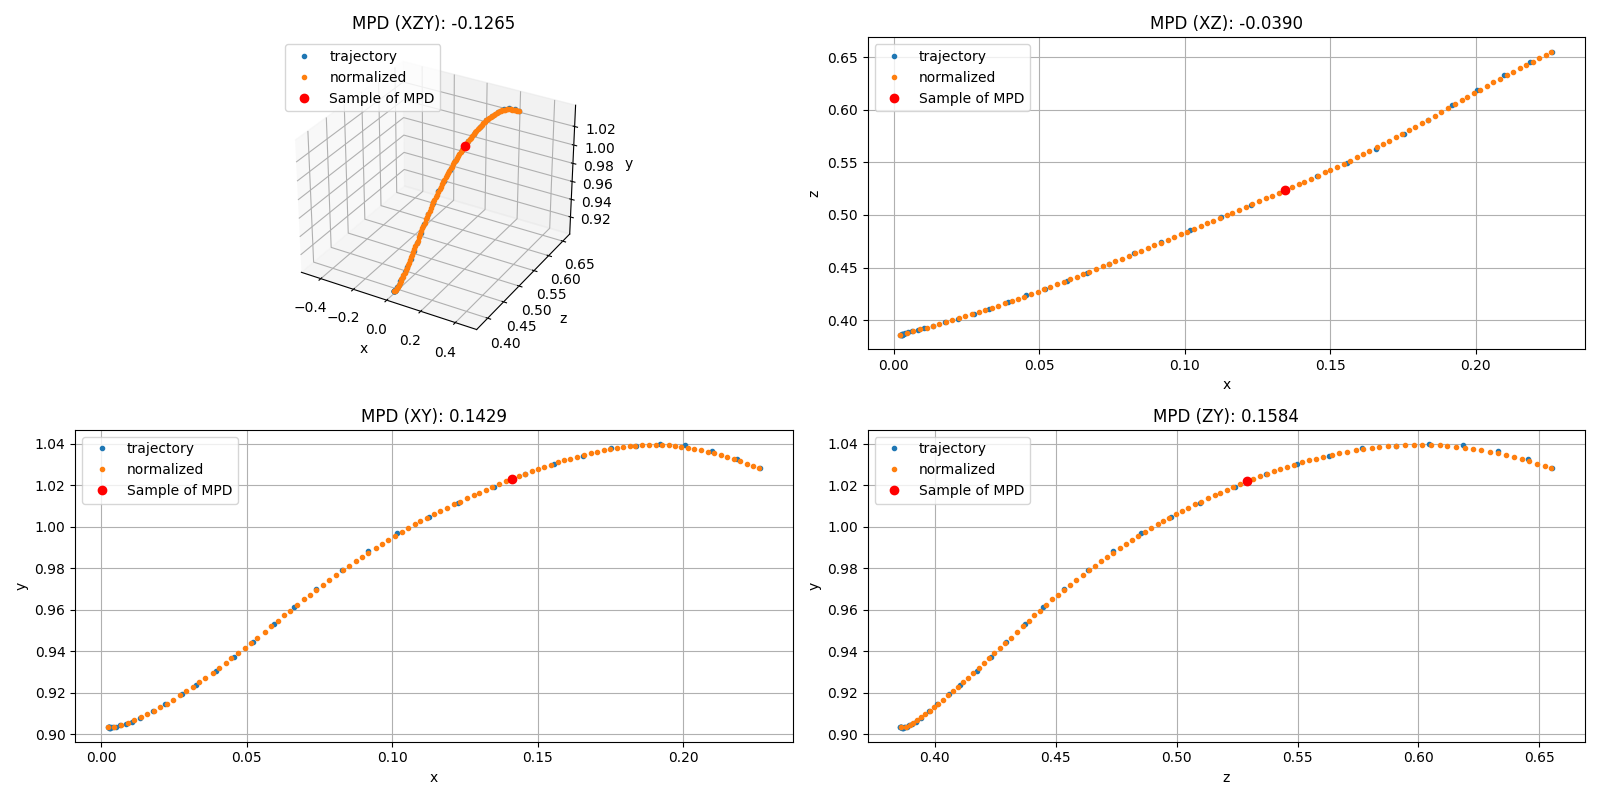 MPD (XZY): -0.1265
trajectory
normalized
Sample of MPD
1.02
1.00
0.98
0.96
0.94
0.92
y
0.65
0.60
0.55
0.50
0.45
0.40
z
−0.4
−0.2
0.0
0.2
0.4
x
MPD (XZ): -0.0390
trajectory
normalized
Sample of MPD
0.65
0.60
0.55
0.50
0.45
0.40
z
0.00 0.05 0.10 0.15 0.20
x
MPD (XY): 0.1429
trajectory
normalized
Sample of MPD
1.04
1.02
1.00
0.98
0.96
0.94
0.92
0.90
y
0.00 0.05 0.10 0.15 0.20
x
MPD (ZY): 0.1584
trajectory
normalized
Sample of MPD
1.04
1.02
1.00
0.98
0.96
0.94
0.92
0.90
y
0.40 0.45 0.50 0.55 0.60 0.65
z